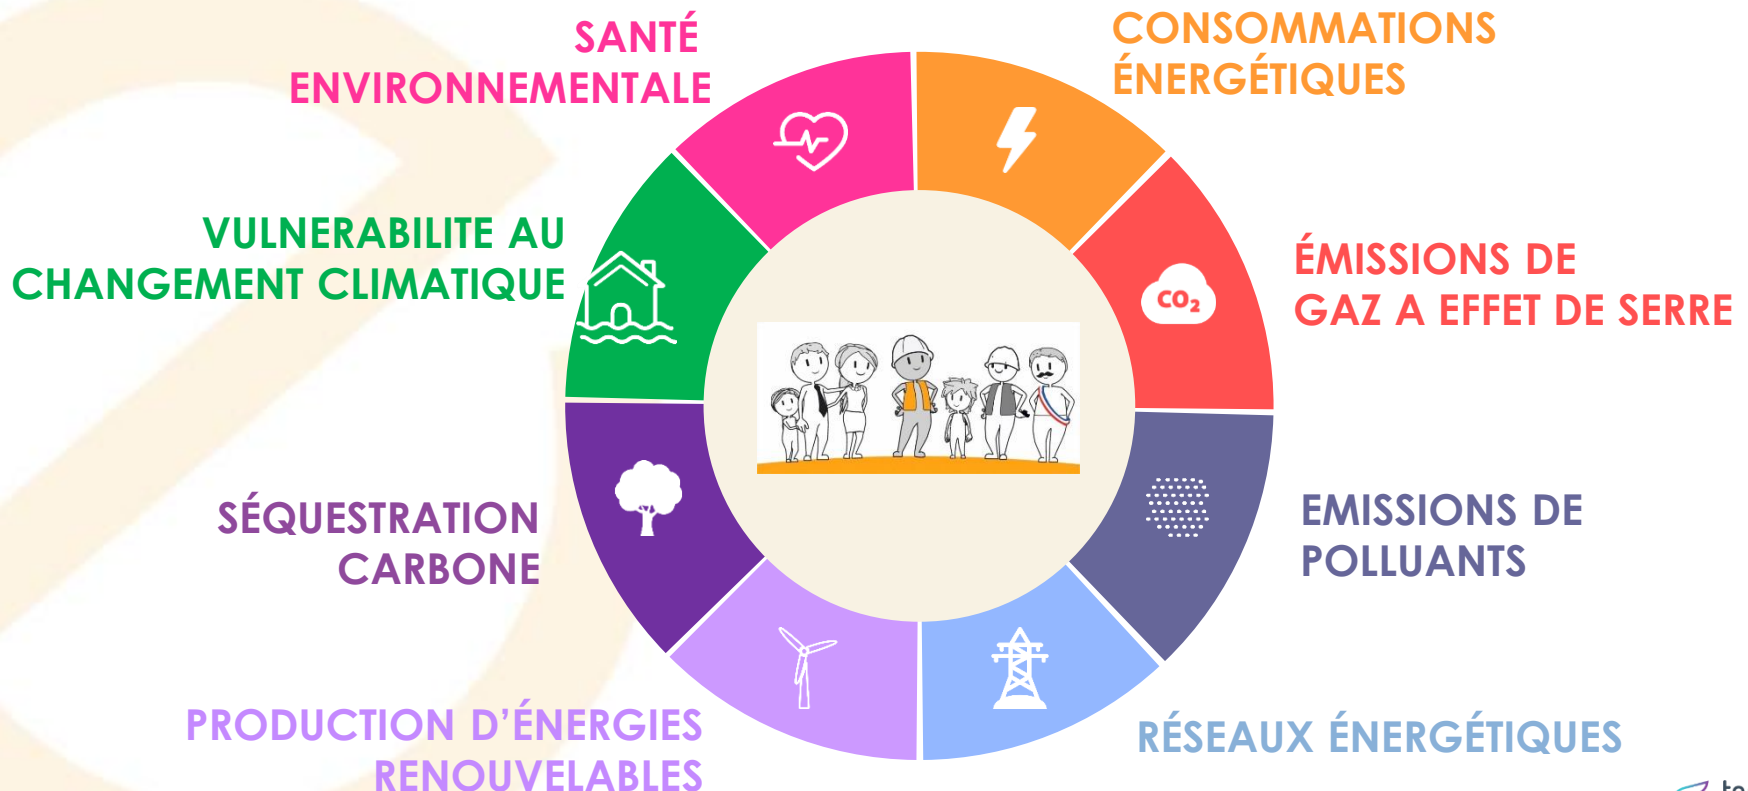 SANTÉ
ENVIRONNEMENTALE
CONSOMMATIONS
ÉNERGÉTIQUES
VULNERABILITE AU
CHANGEMENT CLIMATIQUE
ÉMISSIONS DE
GAZ A EFFET DE SERRE
CO₂
SÉQUESTRATION
CARBONE
EMISSIONS DE
POLLUANTS
PRODUCTION D’ÉNERGIES
RENOUVELABLES
RÉSEAUX ÉNERGÉTIQUES